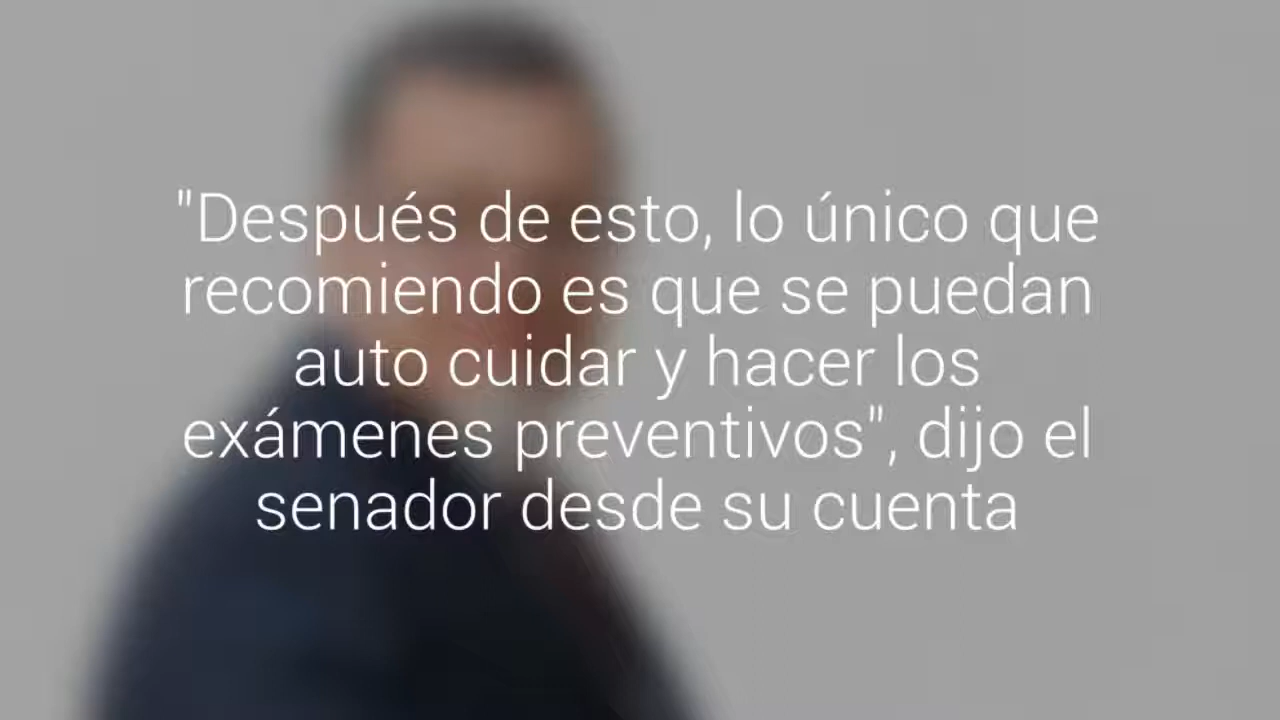 "Después de esto, lo único que
recomiendo es que se puedan
auto cuidar y hacer los
exámenes preventivos", dijo el
senador desde su cuenta